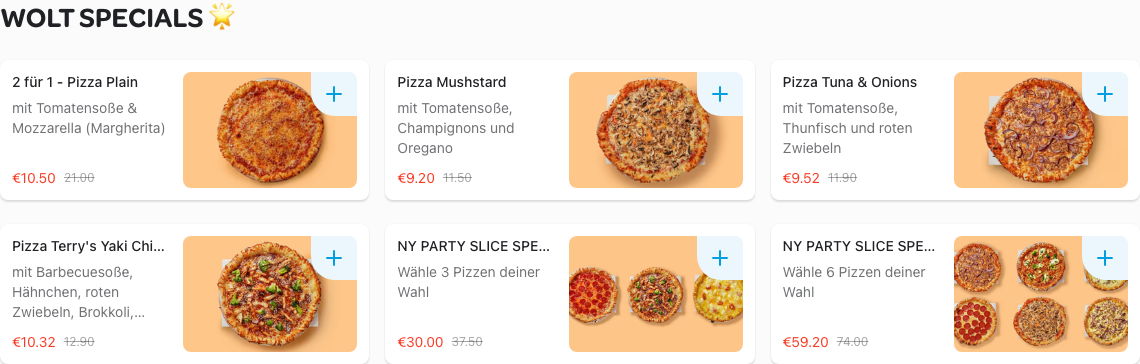 WOLT SPECIALS 🌟
2 für 1 - Pizza Plain
mit Tomatensoße &
Mozzarella (Margherita)
€10.50 21.00
Pizza Mushstard
mit Tomatensoße,
Champignons und
Oregano
€9.20 11.50
Pizza Tuna & Onions
mit Tomatensoße,
Thunfisch und roten
Zwiebeln
€9.52 11.90
Pizza Terry's Yaki Chi...
mit Barbecuesoße,
Hähnchen, roten
Zwiebeln, Brokkoli,...
€10.32 12.90
NY PARTY SLICE SPE...
Wähle 3 Pizzen deiner
Wahl
€30.00 37.50
NY PARTY SLICE SPE...
Wähle 6 Pizzen deiner
Wahl
€59.20 74.00